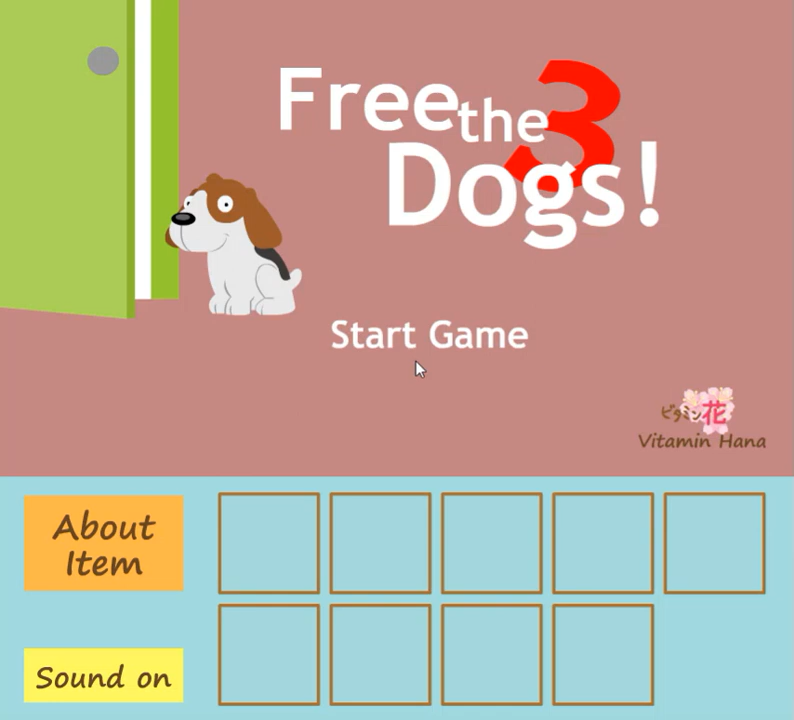 Free the 3
Dogs!
Start Game
ビタミン花
Vitamin Hana
About
Item
Sound on